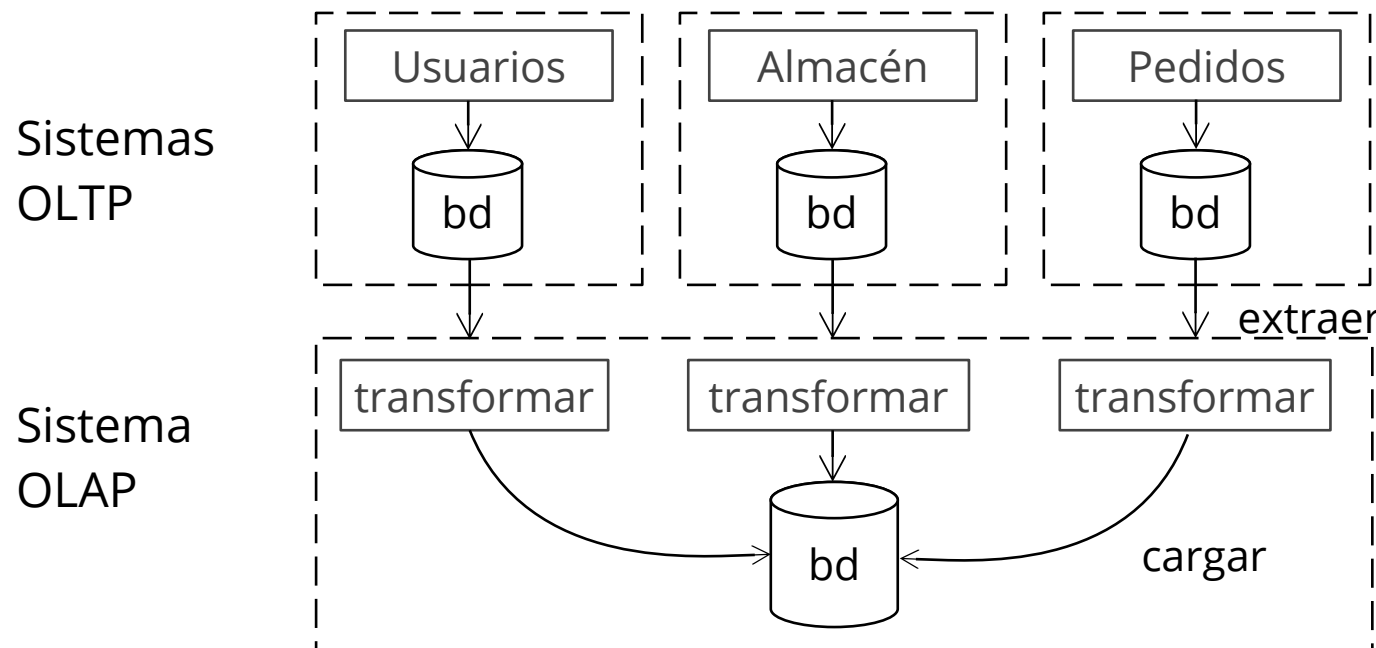 Usuarios
Almacén
Pedidos
Sistemas
OLTP
bd
bd
bd
extraer
transformar
transformar
transformar
Sistema
OLAP
bd
cargar